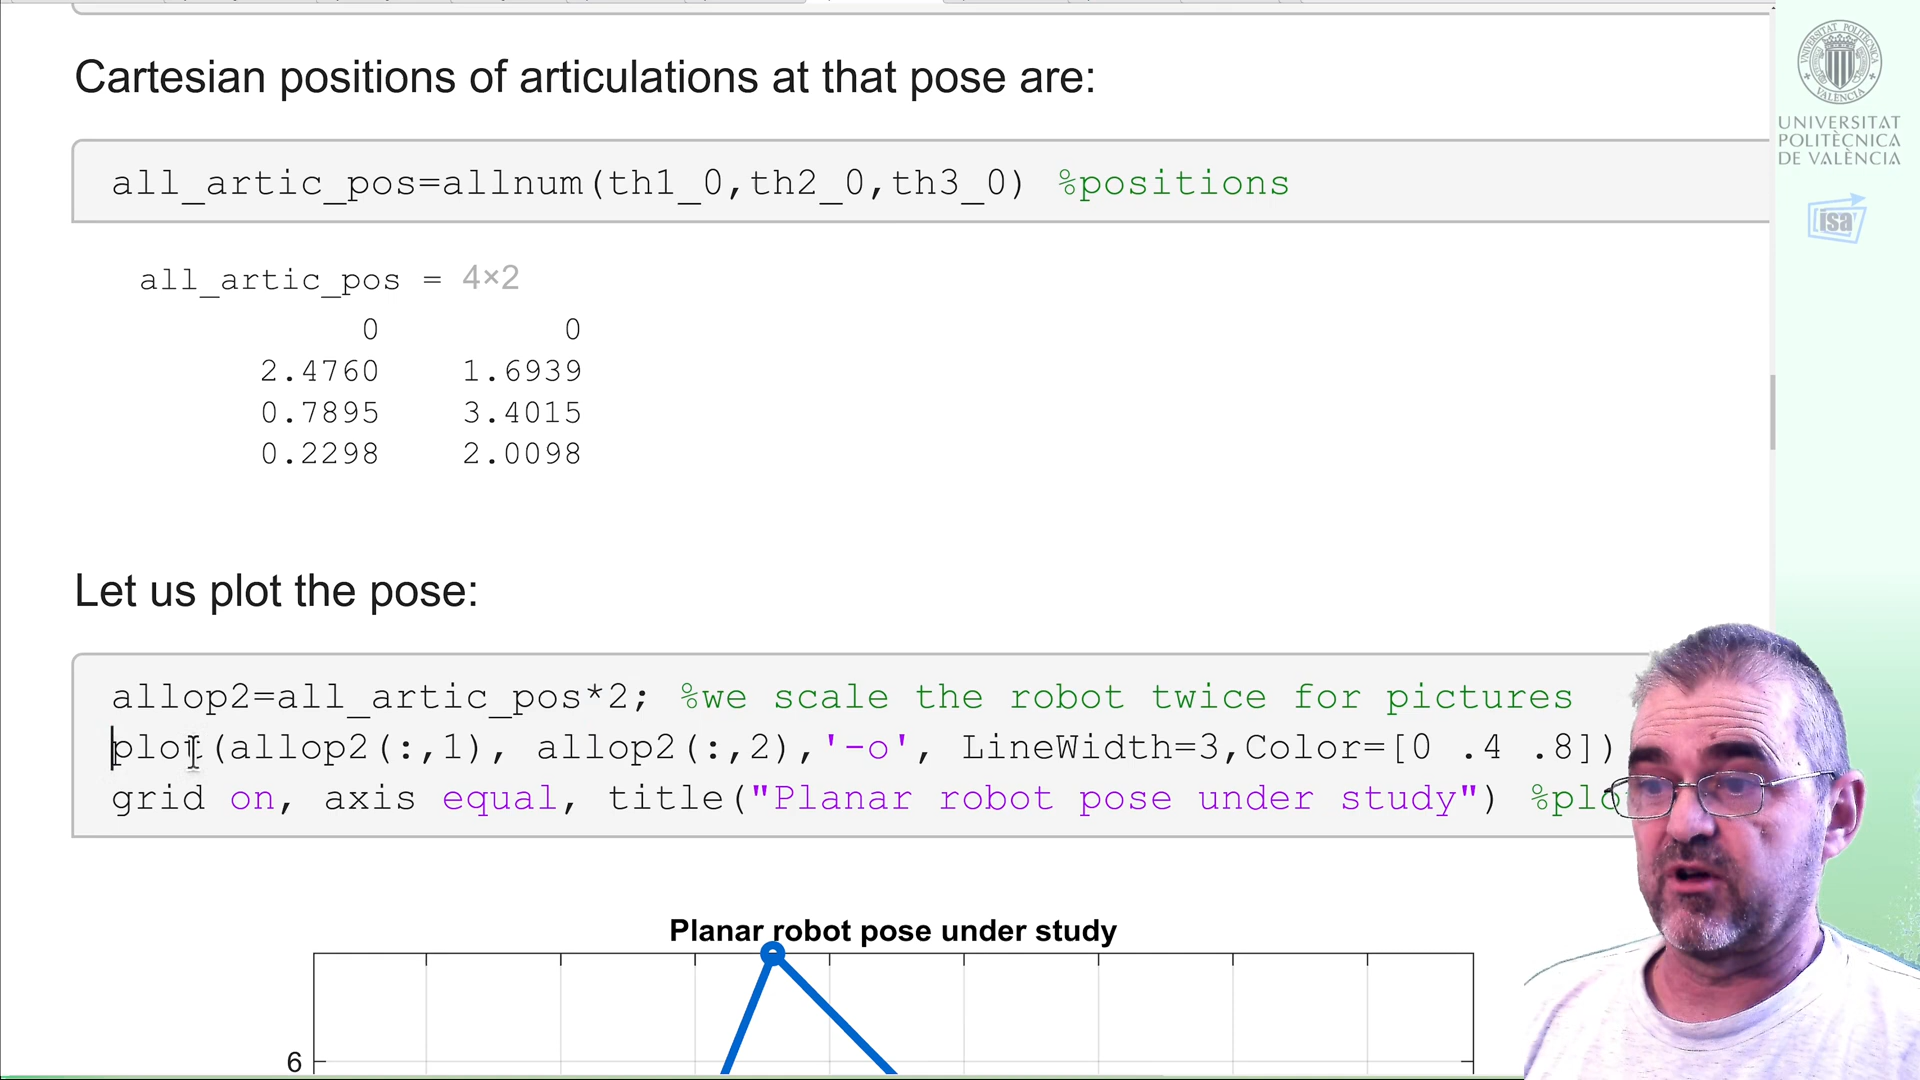 Cartesian positions of articulations at that pose are:
all_artic_pos=allnum(th1_0,th2_0,th3_0) %positions
all_artic_pos = 4×2
0 0
2.4760 1.6939
0.7895 3.4015
0.2298 2.0098
Let us plot the pose:
allop2=all_artic_pos*2; %we scale the robot twice for pictures
plot(allop2(:,1), allop2(:,2),'-o', LineWidth=3,Color=[0 .4 .8])
grid on, axis equal, title("Planar robot pose under study") %plo
Planar robot pose under study
6
UNIVERSITAT
POLITÈCNICA
DE VALÈNCIA
isa